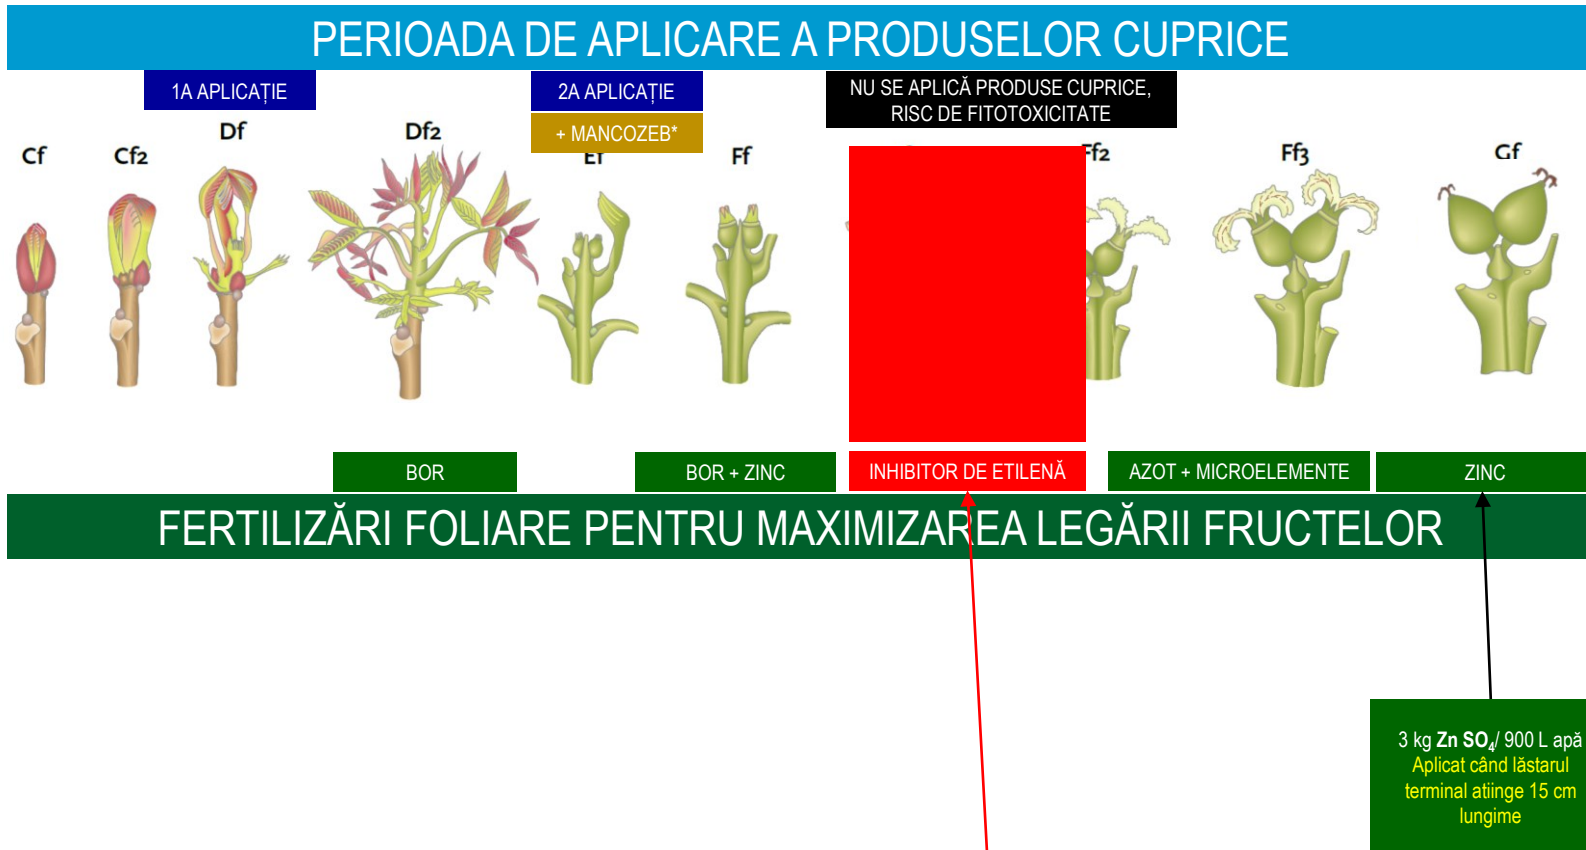 PERIOADA DE APLICARE A PRODUSELOR CUPRICE
1A APLICAȚIE
2A APLICAȚIE
+ MANCOZEB*
NU SE APLICĂ PRODUSE CUPRICE,
RISC DE FITOTOXICITATE
Cf
Cf2
Df
Df2
Ef
Ff
Ff2
Ff3
Gf
BOR
BOR + ZINC
INHIBITOR DE ETILENĂ
AZOT + MICROELEMENTE
ZINC
FERTILIZĂRI FOLIARE PENTRU MAXIMIZAREA LEGĂRII FRUCTELOR
3 kg Zn SO₄/ 900 L apă
Aplicat când lăstarul
terminal atiinge 15 cm
lungime